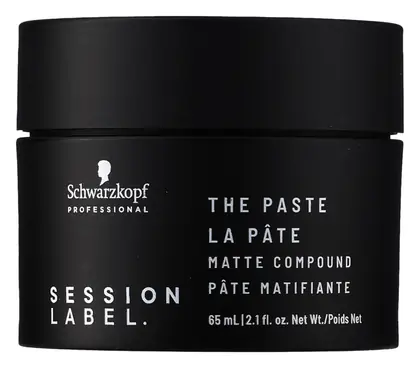 Schwarzkopf
PROFESSIONAL
SESSION
LABEL.
THE PASTE
LA PÂTE
MATTE COMPOUND
PÂTE MATIFIANTE
65 mL | 2.1 fl. oz. Net Wt./Poids Net